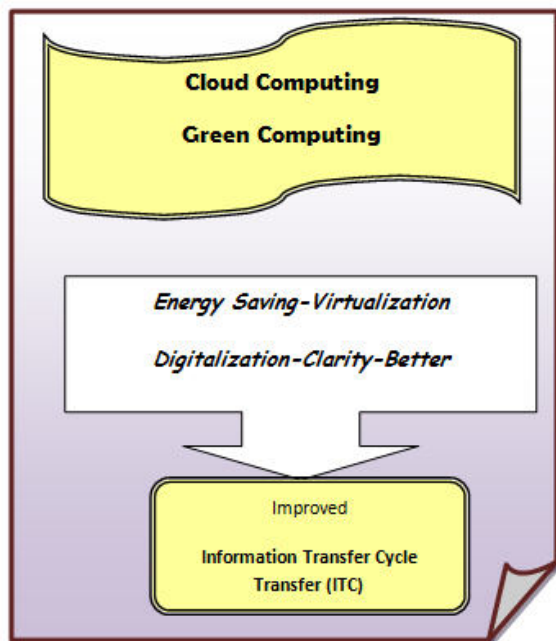 Cloud Computing
Green Computing
Energy Saving-Virtualization
Digitalization-Clarity-Better
Improved
Information Transfer Cycle
Transfer (ITC)